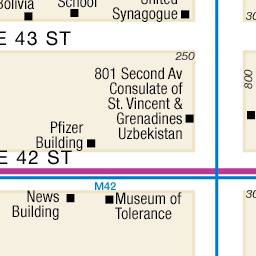 Bolivia
School
United
Synagogue
30
E 43 ST
250
801 Second Av
Consulate of
St. Vincent &
Grenadines
Uzbekistan
800
Pfizer
Building
E 42 ST
M42
News
Building
Museum of
Tolerance
30